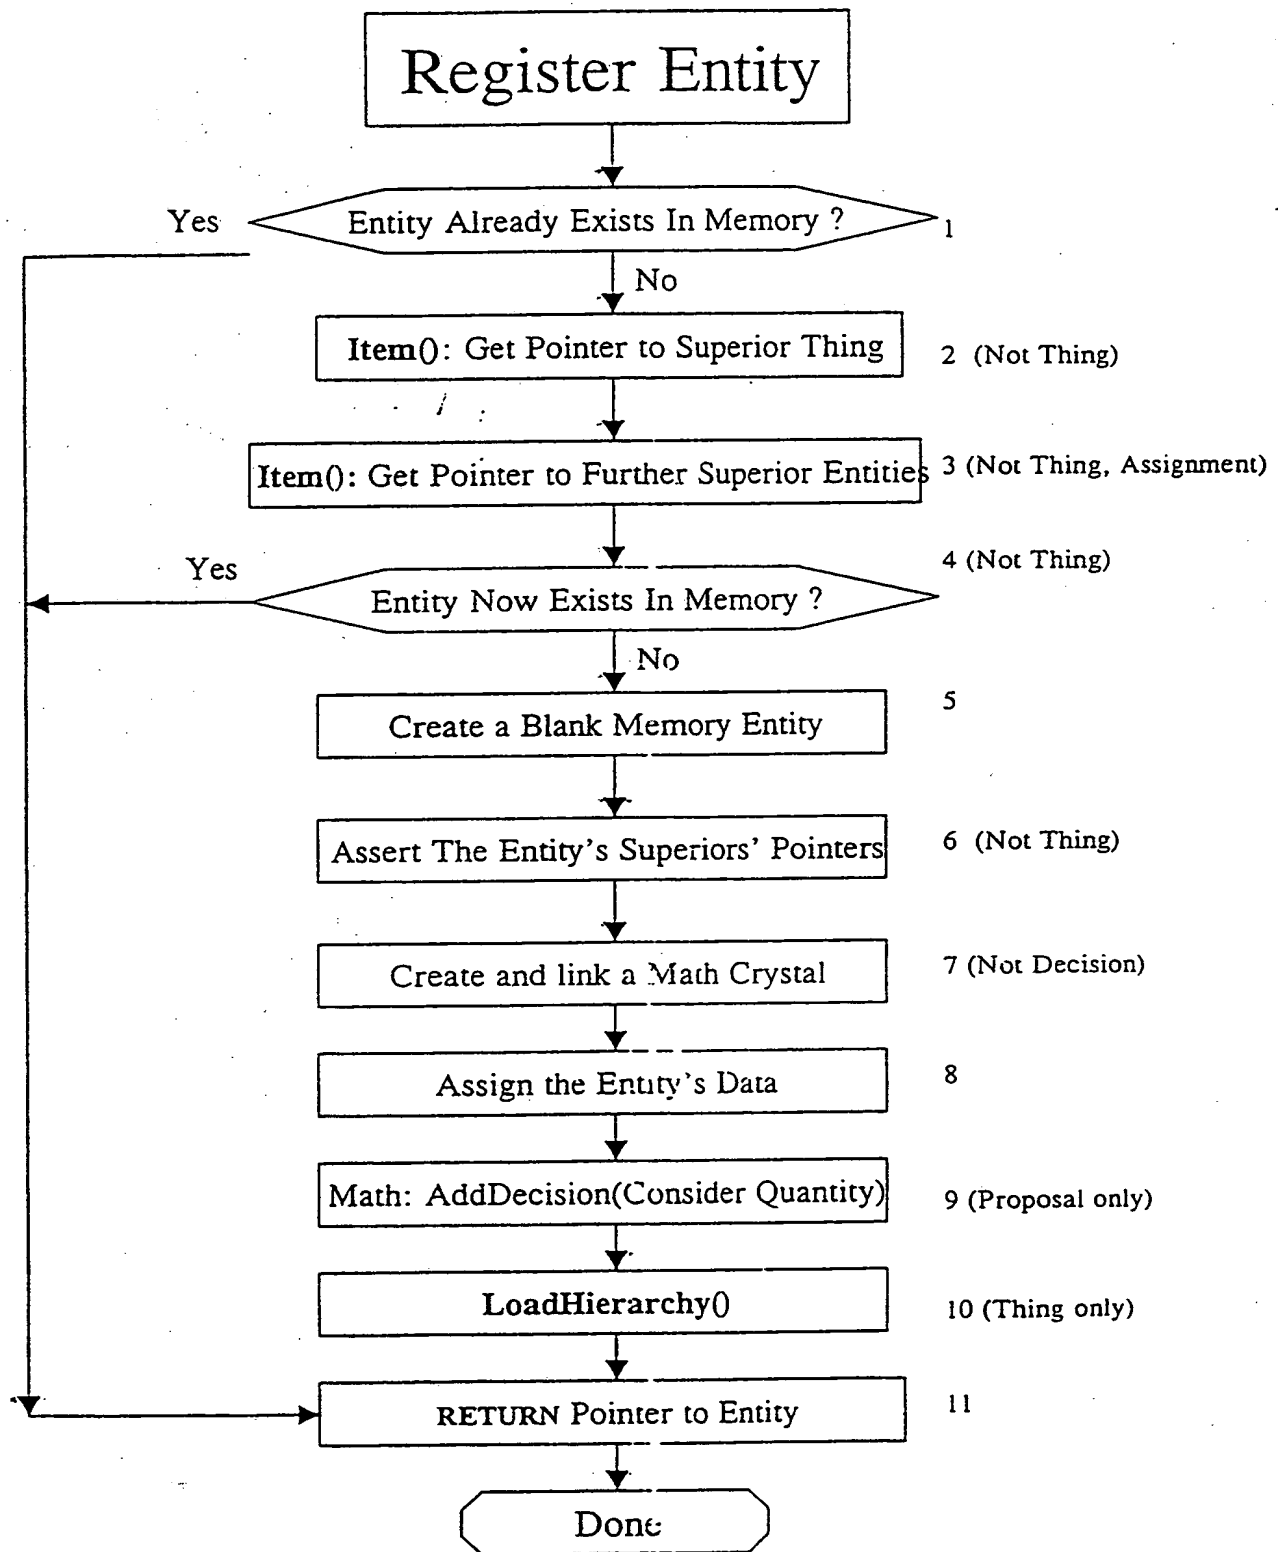 Register Entity
Yes
Entity Already Exists In Memory ?
1
No
Item(): Get Pointer to Superior Thing
2 (Not Thing)
Item(): Get Pointer to Further Superior Entities
3 (Not Thing, Assignment)
4 (Not Thing)
Yes
Entity Now Exists In Memory ?
No
5
Create a Blank Memory Entity
6 (Not Thing)
Assert The Entity's Superiors' Pointers
Create and link a Math Crystal
7 (Not Decision)
Assign the Entity's Data
8
Math: AddDecision(Consider Quantity)
9 (Proposal only)
LoadHierarchy()
10 (Thing only)
RETURN Pointer to Entity
11
Done